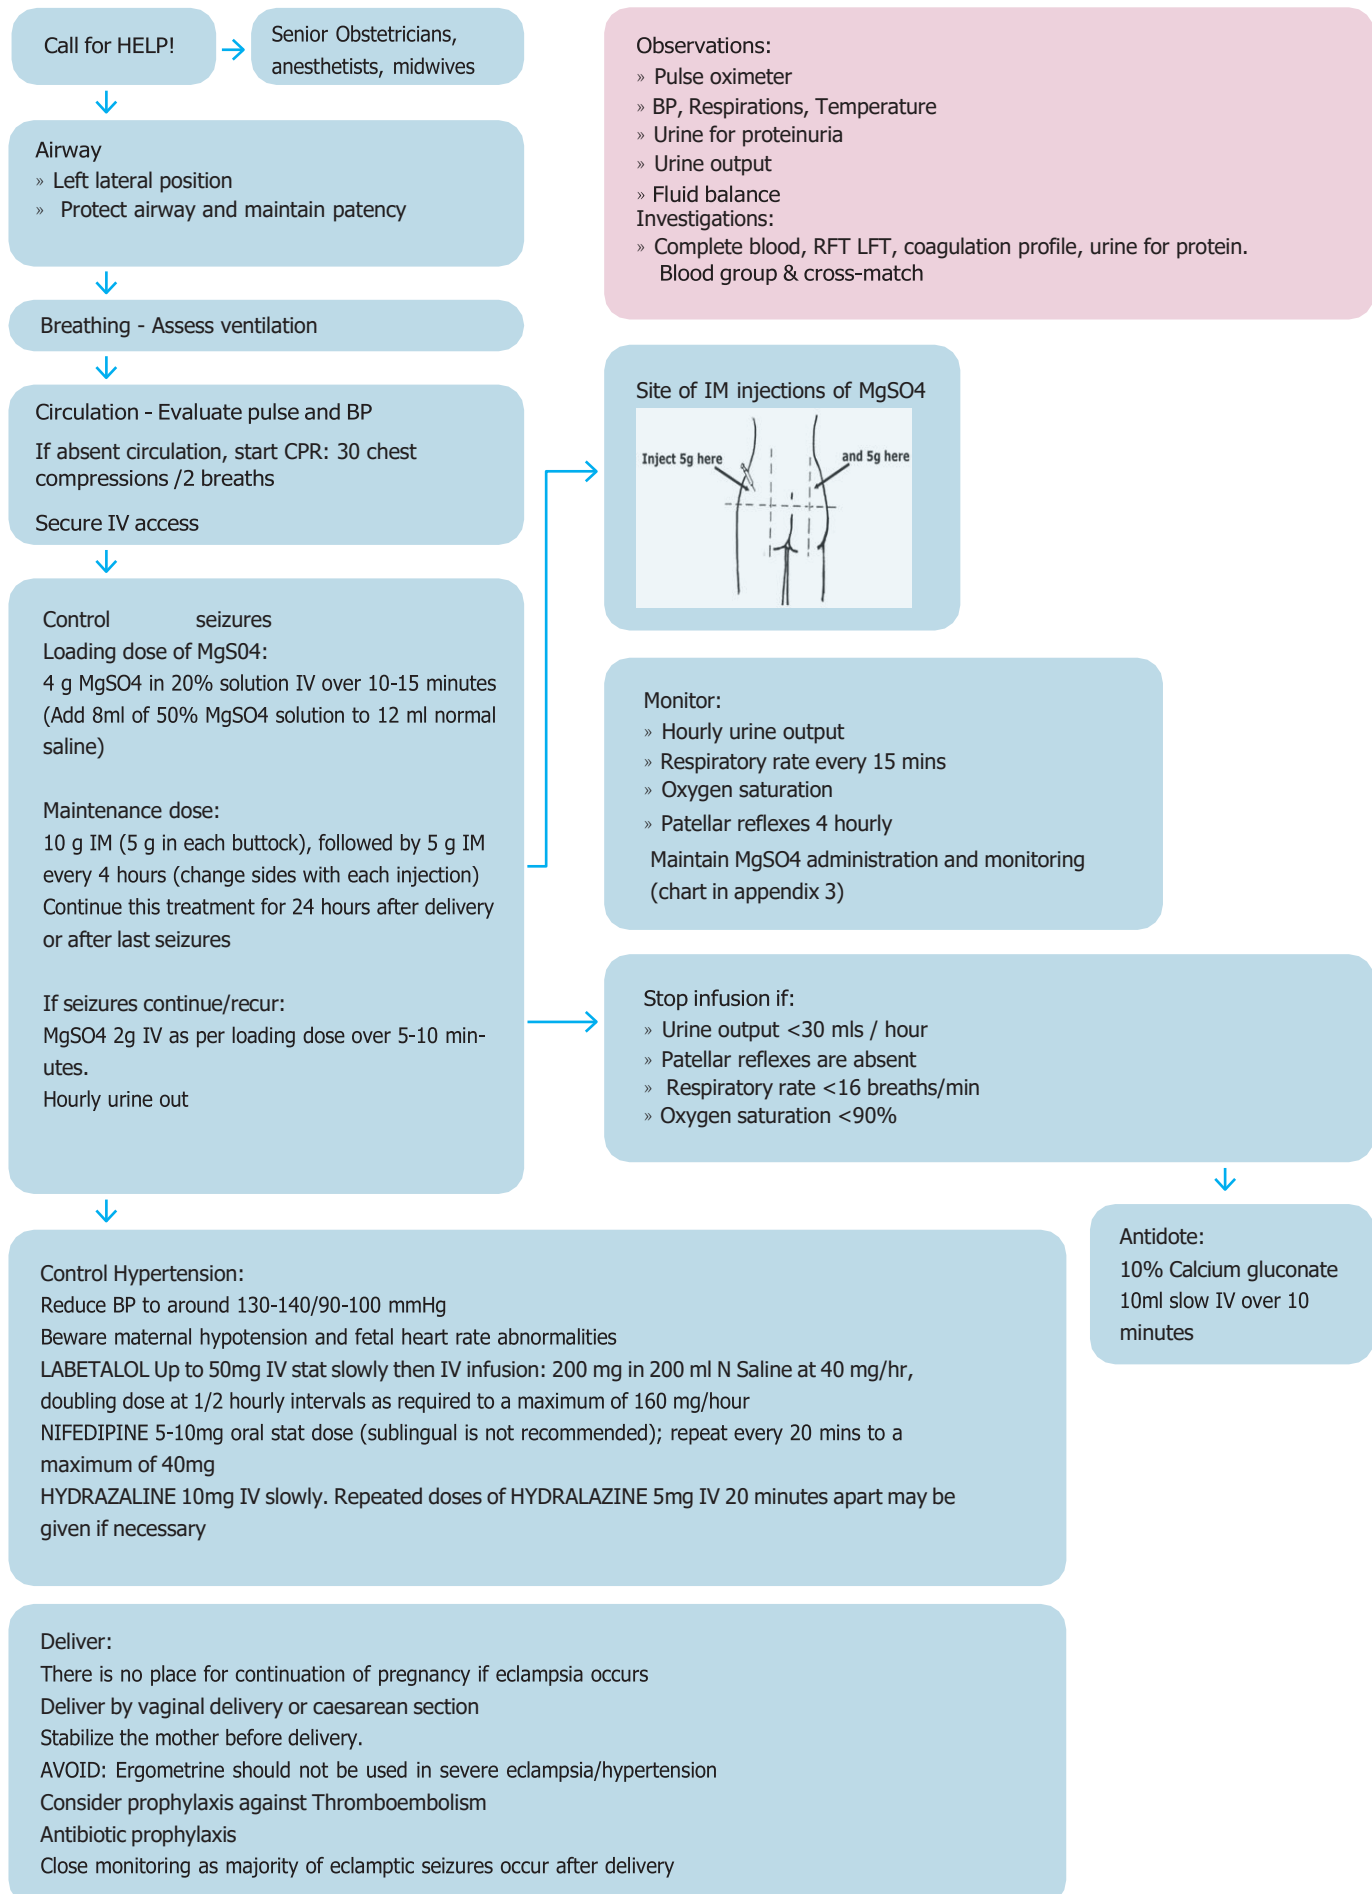 Call for HELP!
Senior Obstetricians,
anesthetists, midwives
Airway
» Left lateral position
» Protect airway and maintain patency
Breathing - Assess ventilation
Circulation - Evaluate pulse and BP
If absent circulation, start CPR: 30 chest
compressions /2 breaths
Secure IV access
Control seizures
Loading dose of MgS04:
4 g MgSO4 in 20% solution IV over 10-15 minutes
(Add 8ml of 50% MgSO4 solution to 12 ml normal
saline)
Maintenance dose:
10 g IM (5 g in each buttock), followed by 5 g IM
every 4 hours (change sides with each injection)
Continue this treatment for 24 hours after delivery
or after last seizures
If seizures continue/recur:
MgSO4 2g IV as per loading dose over 5-10 min-
utes.
Hourly urine out
Observations:
» Pulse oximeter
» BP, Respirations, Temperature
» Urine for proteinuria
» Urine output
» Fluid balance
Investigations:
» Complete blood, RFT LFT, coagulation profile, urine for protein.
Blood group & cross-match
Site of IM injections of MgSO4
Inject 5g here
and 5g here
Monitor:
» Hourly urine output
» Respiratory rate every 15 mins
» Oxygen saturation
» Patellar reflexes 4 hourly
Maintain MgSO4 administration and monitoring
(chart in appendix 3)
Stop infusion if:
» Urine output <30 mls / hour
» Patellar reflexes are absent
» Respiratory rate <16 breaths/min
» Oxygen saturation <90%
Antidote:
10% Calcium gluconate
10ml slow IV over 10
minutes
Control Hypertension:
Reduce BP to around 130-140/90-100 mmHg
Beware maternal hypotension and fetal heart rate abnormalities
LABETALOL Up to 50mg IV stat slowly then IV infusion: 200 mg in 200 ml N Saline at 40 mg/hr,
doubling dose at 1/2 hourly intervals as required to a maximum of 160 mg/hour
NIFEDIPINE 5-10mg oral stat dose (sublingual is not recommended); repeat every 20 mins to a
maximum of 40mg
HYDRAZALINE 10mg IV slowly. Repeated doses of HYDRALAZINE 5mg IV 20 minutes apart may be
given if necessary
Deliver:
There is no place for continuation of pregnancy if eclampsia occurs
Deliver by vaginal delivery or caesarean section
Stabilize the mother before delivery.
AVOID: Ergometrine should not be used in severe eclampsia/hypertension
Consider prophylaxis against Thromboembolism
Antibiotic prophylaxis
Close monitoring as majority of eclamptic seizures occur after delivery